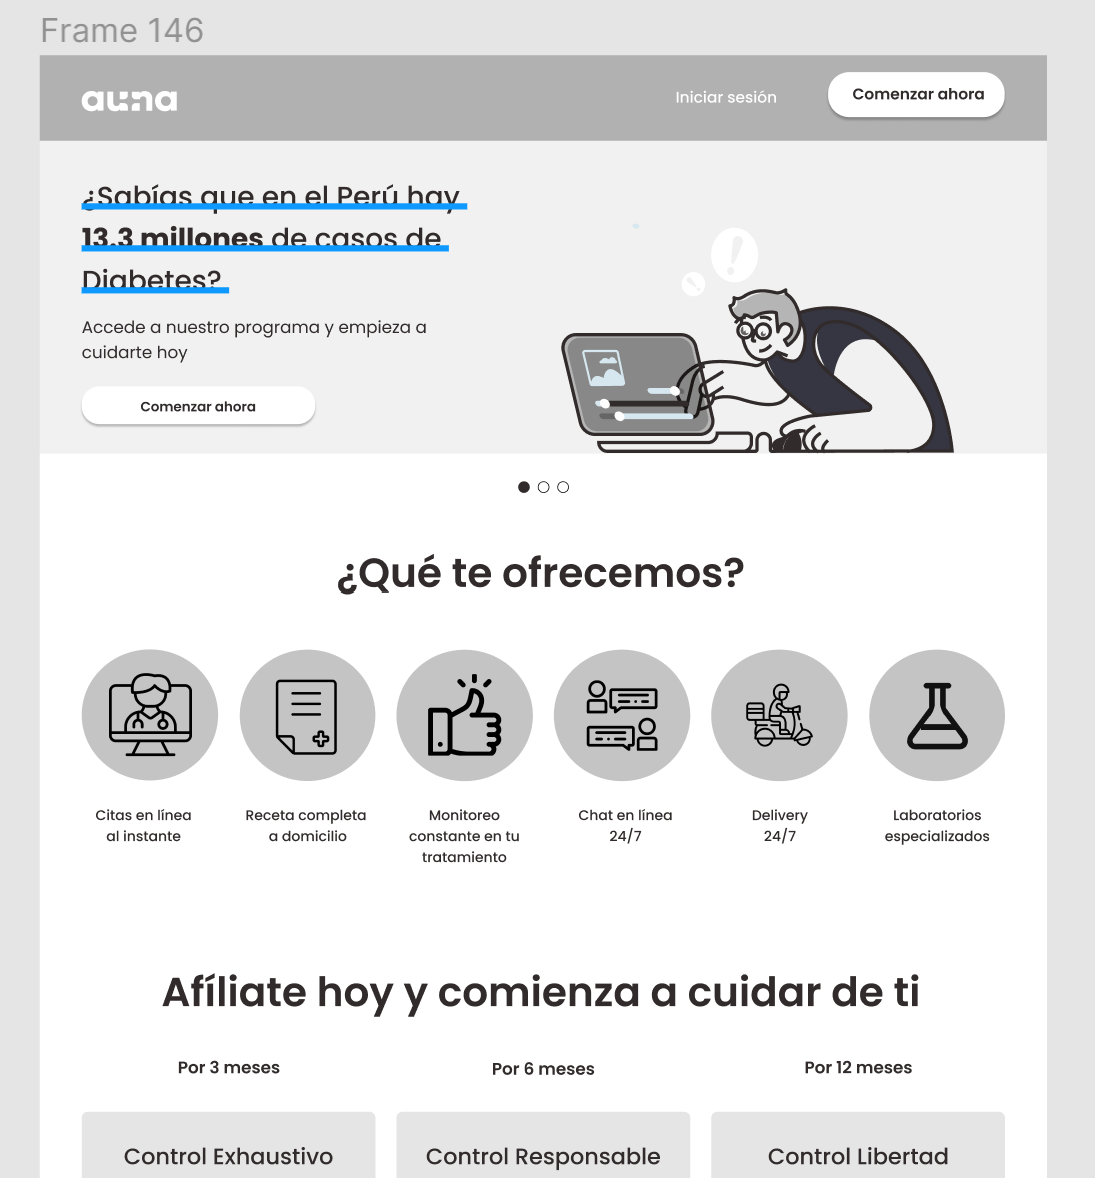 Frame 146
auna
Iniciar sesión
Comenzar ahora
¿Sabías que en el Perú hay
13.3 millones de casos de
Diabetes?
Accede a nuestro programa y empieza a
cuidarte hoy
Comenzar ahora
¿Qué te ofrecemos?
Citas en línea
al instante
Receta completa
a domicilio
Monitoreo
constante en tu
tratamiento
Chat en línea
24/7
Delivery
24/7
Laboratorios
especializados
Afíliate hoy y comienza a cuidar de ti
Por 3 meses
Por 6 meses
Por 12 meses
Control Exhaustivo
Control Responsable
Control Libertad